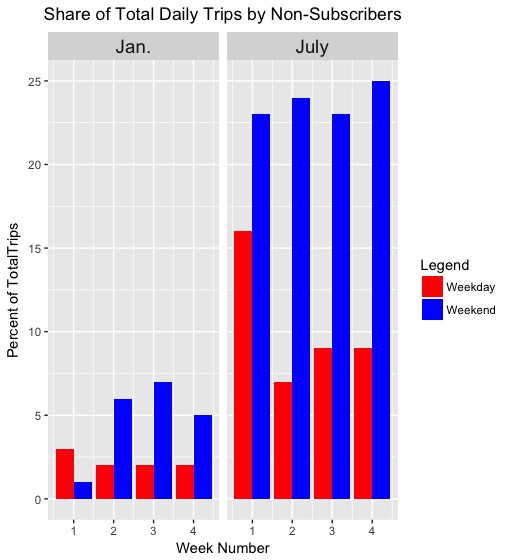 Share of Total Daily Trips by Non-Subscribers
Jan.
July
Percent of TotalTrips
25
20
15
10
5
0
1 2 3 4
1 2 3 4
Week Number
Legend
Weekday
Weekend